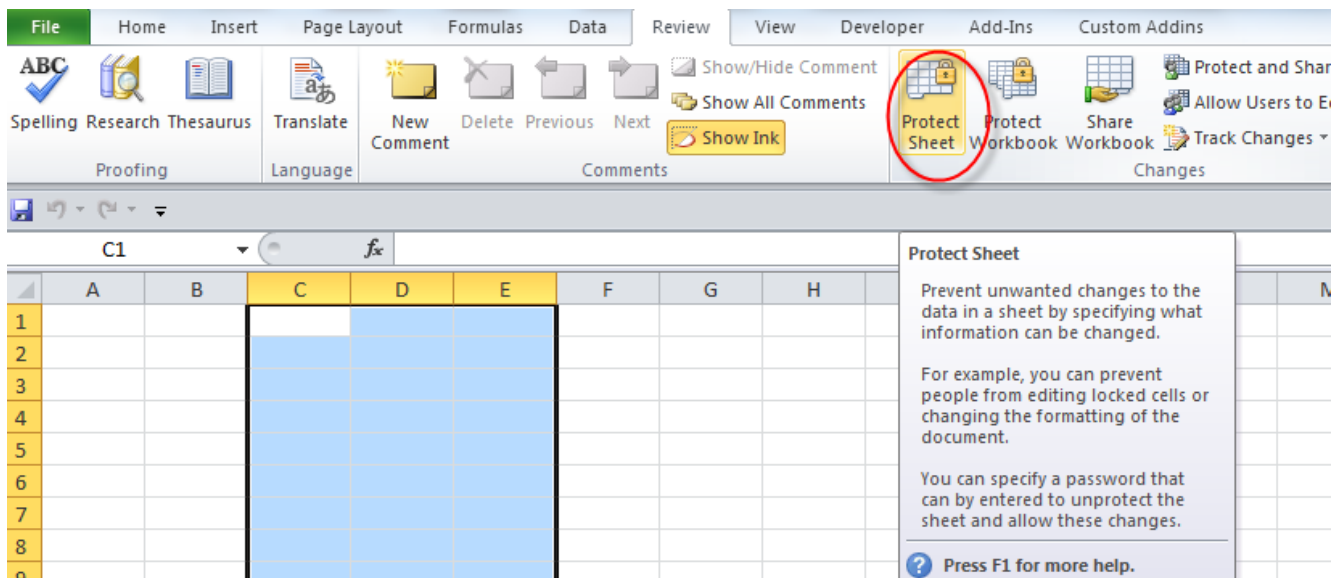 File Home Insert Page Layout Formulas Data Review View Developer Add-Ins Custom Addins
ABC
Spelling Research Thesaurus
Proofing
aあ
Translate
Language
New Comment
Delete Previous Next
Show/Hide Comment
Show All Comments
Show Ink
Comments
Protect Sheet
Protect Workbook
Share Workbook
Protect and Shar
Allow Users to E
Track Changes
Changes
C1
fx
A B C D E F G H
1
2
3
4
5
6
7
8
9
Protect Sheet
Prevent unwanted changes to the
data in a sheet by specifying what
information can be changed.
For example, you can prevent
people from editing locked cells or
changing the formatting of the
document.
You can specify a password that
can by entered to unprotect the
sheet and allow these changes.
Press F1 for more help.